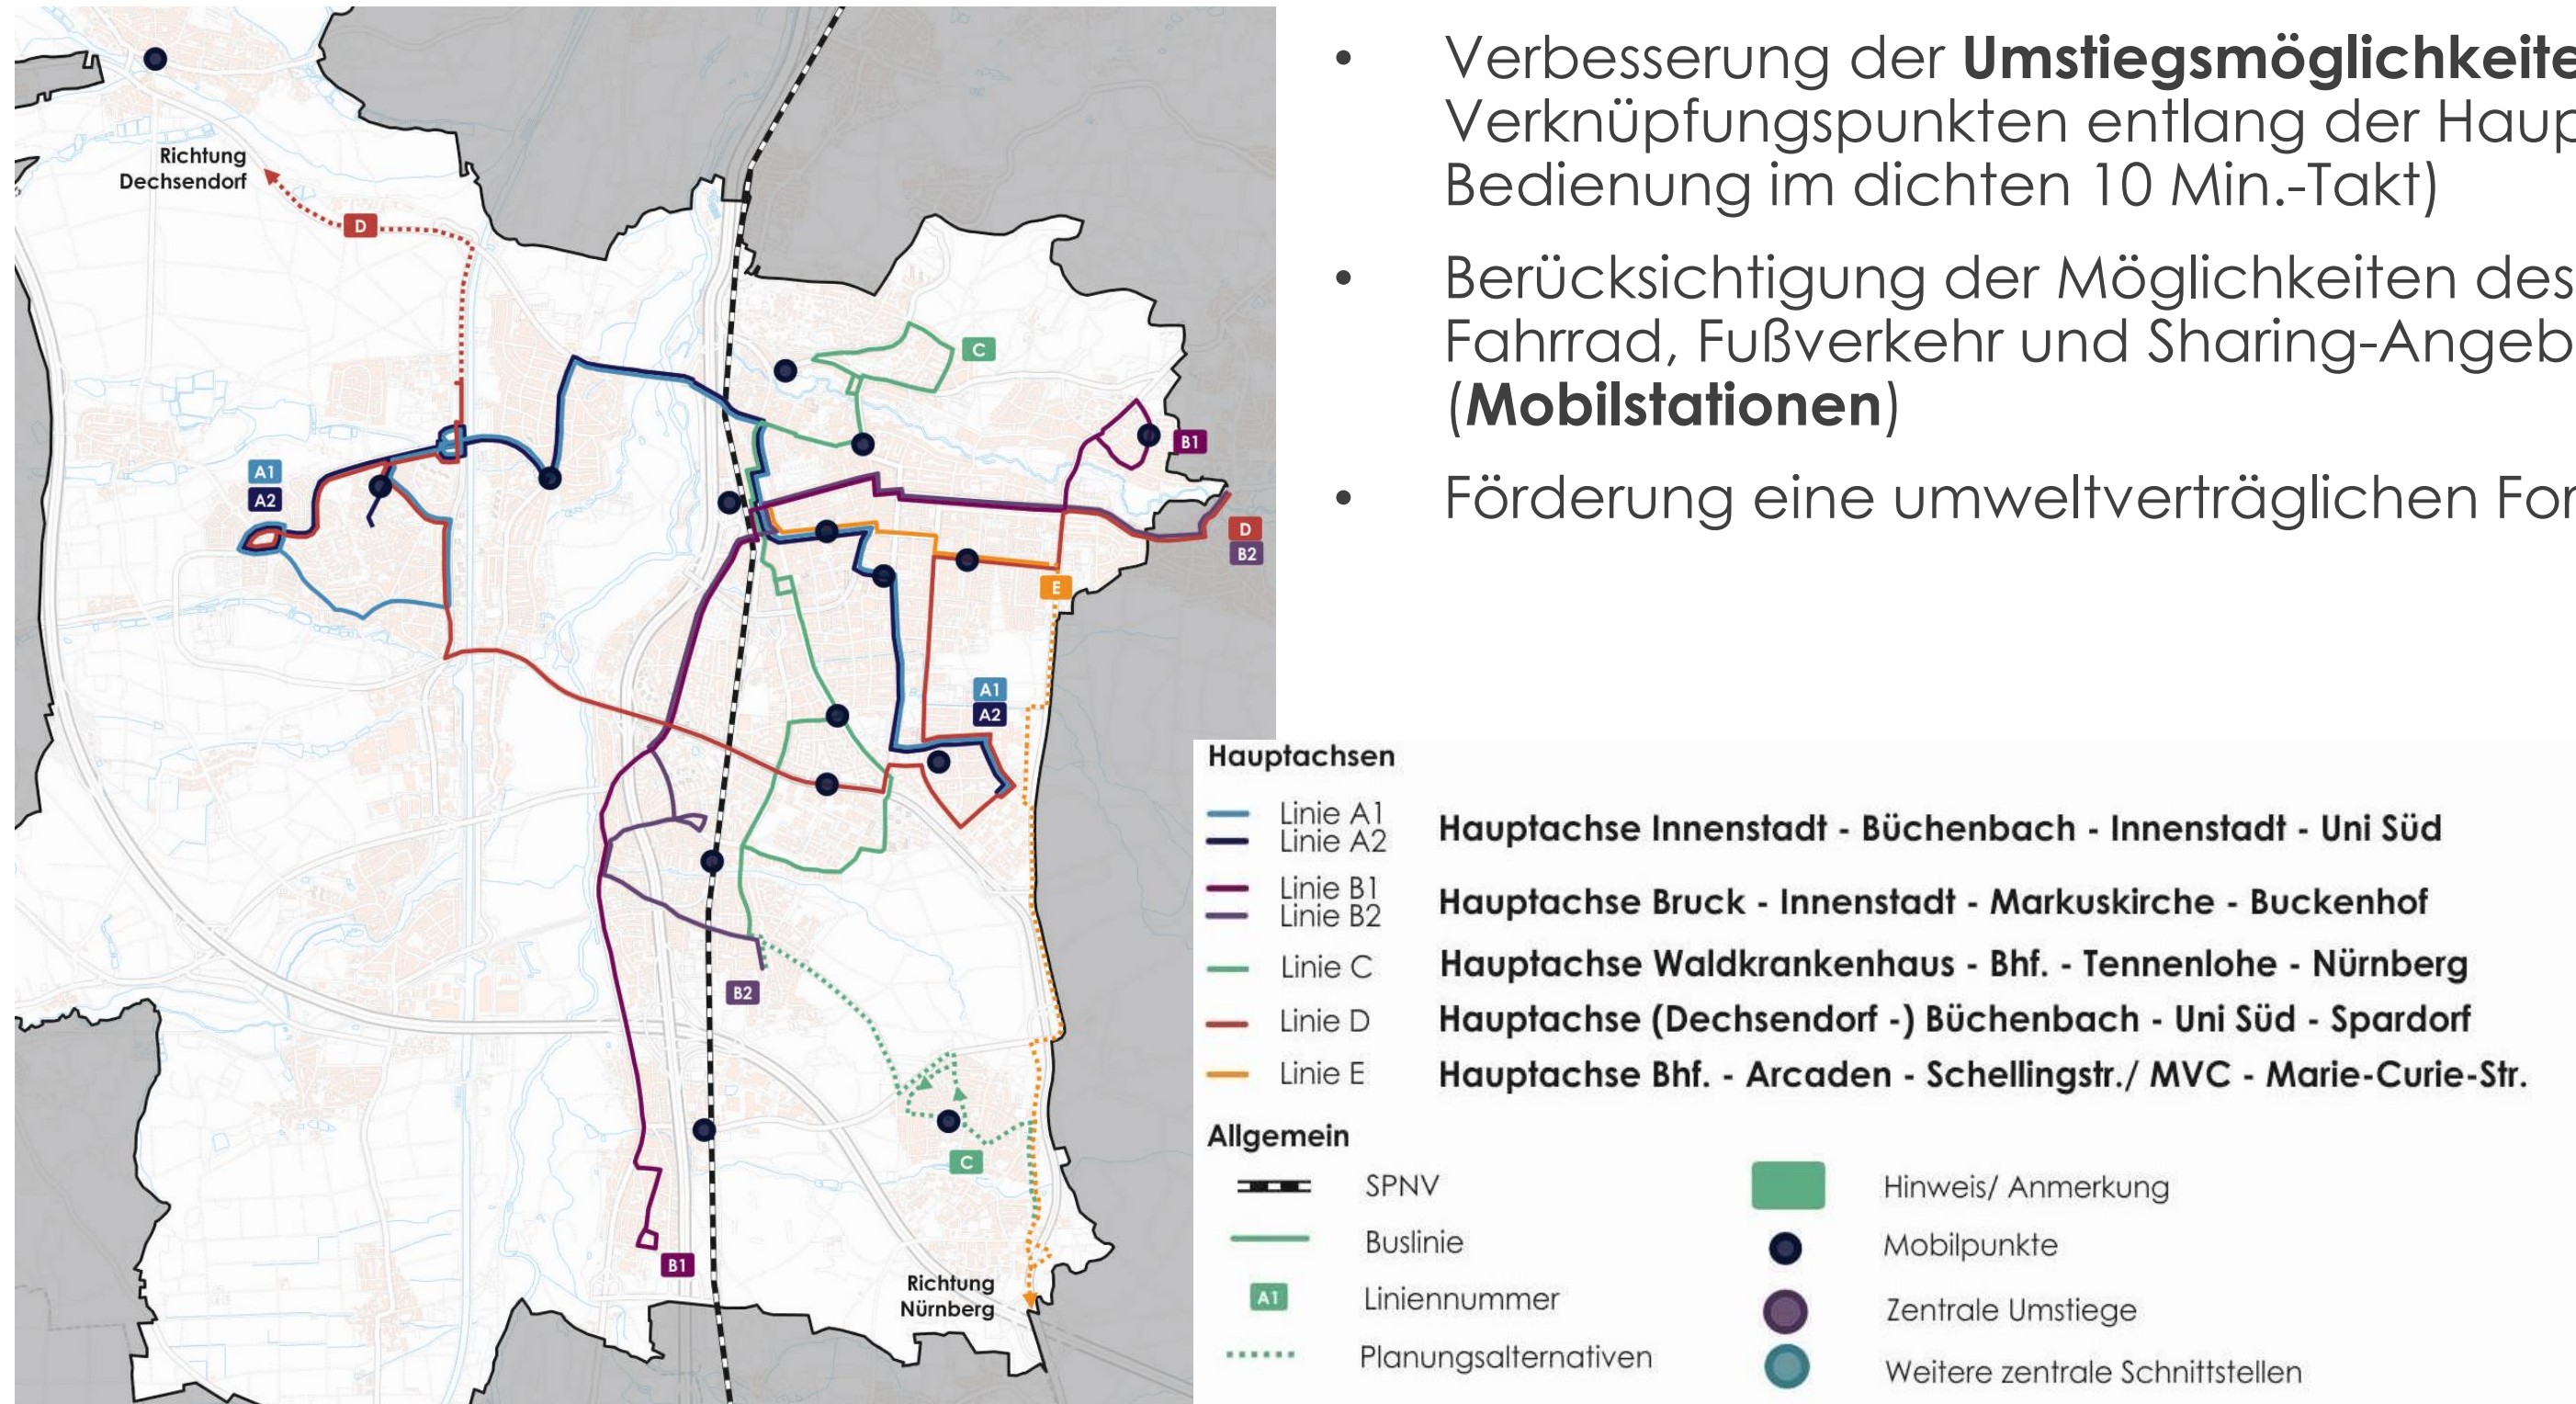 • Verbesserung der Umstiegsmöglichkeite
Verknüpfungspunkten entlang der Haup
Bedienung im dichten 10 Min.-Takt)
• Berücksichtigung der Möglichkeiten des
Fahrrad, Fußverkehr und Sharing-Angeb
(Mobilstationen)
• Förderung eine umweltverträglichen For
Richtung
Dechsendorf
D
C
B1
A1
A2
D
B2
E
A1
A2
B2
C
B1
Richtung
Nürnberg
Hauptachsen
Linie A1
Linie A2
Hauptachse Innenstadt - Büchenbach - Innenstadt - Uni Süd
Linie B1
Linie B2
Hauptachse Bruck - Innenstadt - Markuskirche - Buckenhof
Linie C
Hauptachse Waldkrankenhaus - Bhf. - Tennenlohe - Nürnberg
Linie D
Hauptachse (Dechsendorf -) Büchenbach - Uni Süd - Spardorf
Linie E
Hauptachse Bhf. - Arcaden - Schellingstr./ MVC - Marie-Curie-Str.
Allgemein
SPNV
Buslinie
A1 Liniennummer
Planungsalternativen
Hinweis/ Anmerkung
Mobilpunkte
Zentrale Umstiege
Weitere zentrale Schnittstellen